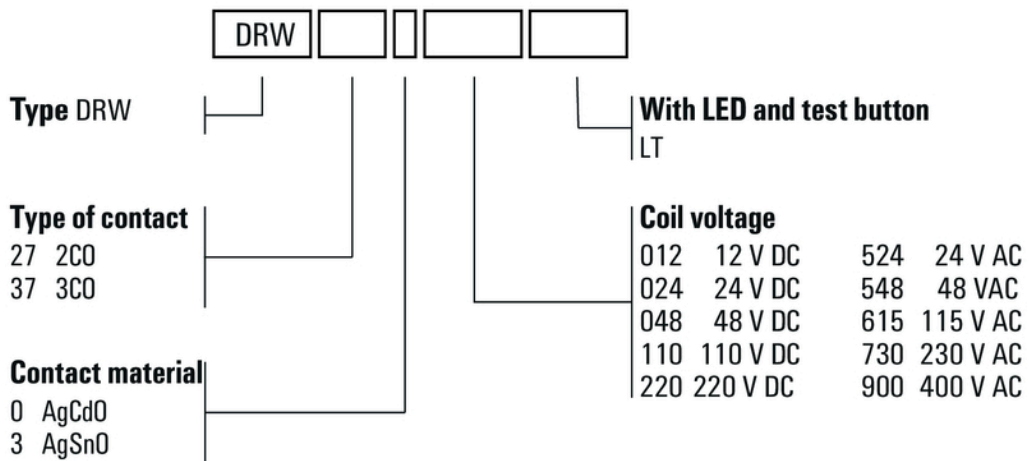 DRW
Type DRW
With LED and test button
LT
Type of contact
27 2CO
37 3CO
Coil voltage
012 12 V DC 524 24 V AC
024 24 V DC 548 48 VAC
048 48 V DC 615 115 V AC
110 110 V DC 730 230 V AC
220 220 V DC 900 400 V AC
Contact material
0 AgCdO
3 AgSnO